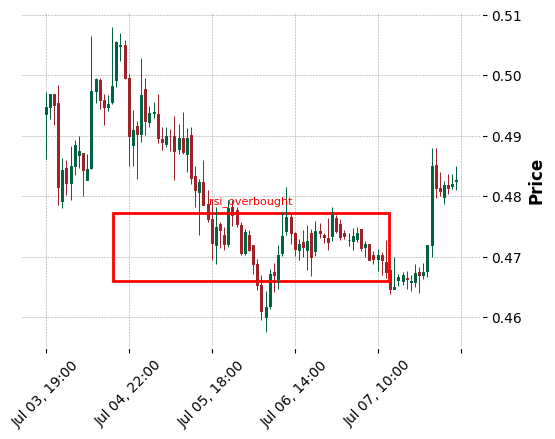 0.51
0.50
0.49
0.48
rsi_overbought
0.47
0.46
Price
Jul 03, 19:00
Jul 04, 22:00
Jul 05, 18:00
Jul 06, 14:00
Jul 07, 10:00